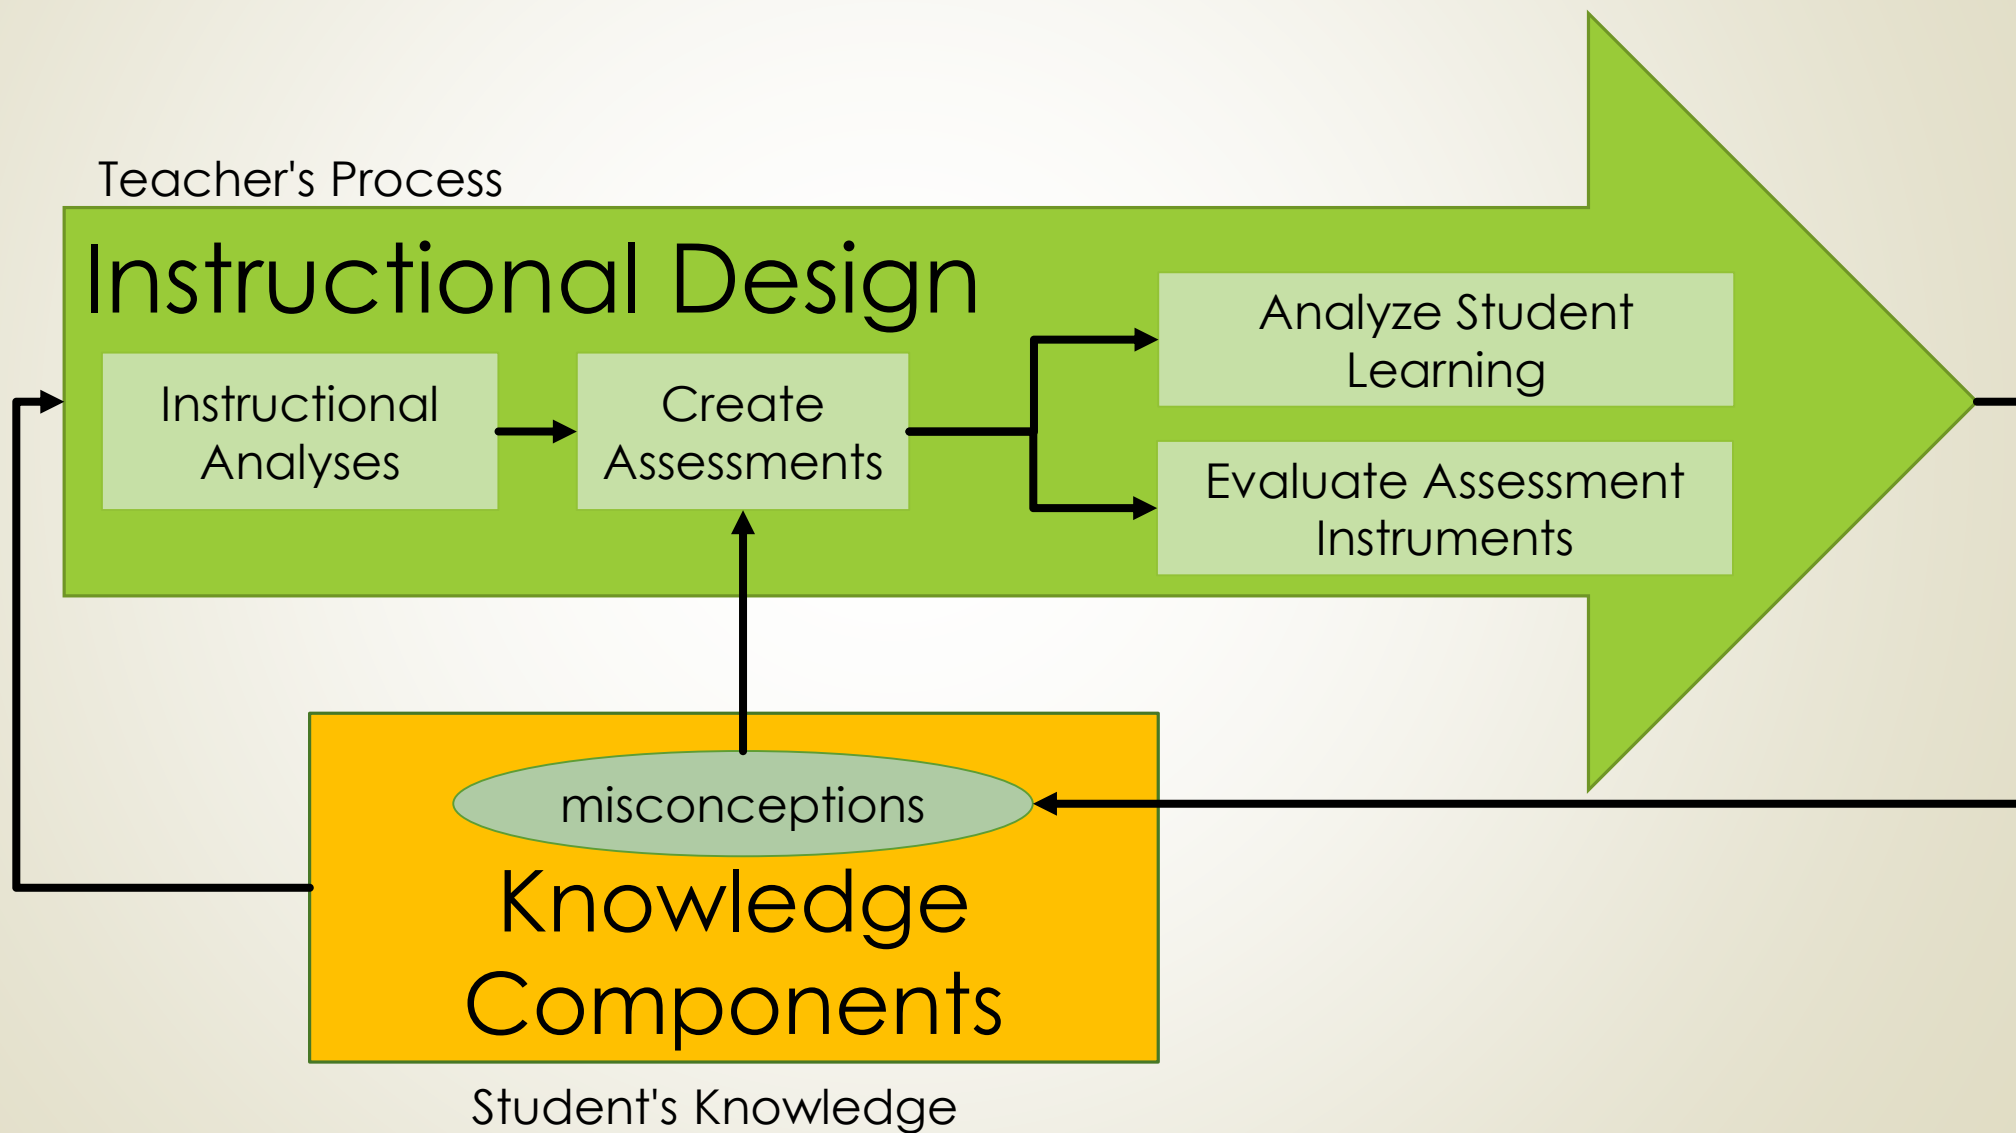 Teacher's Process
Instructional Design
Instructional
Analyses
Create
Assessments
Analyze Student
Learning
Evaluate Assessment
Instruments
misconceptions
Knowledge
Components
Student's Knowledge